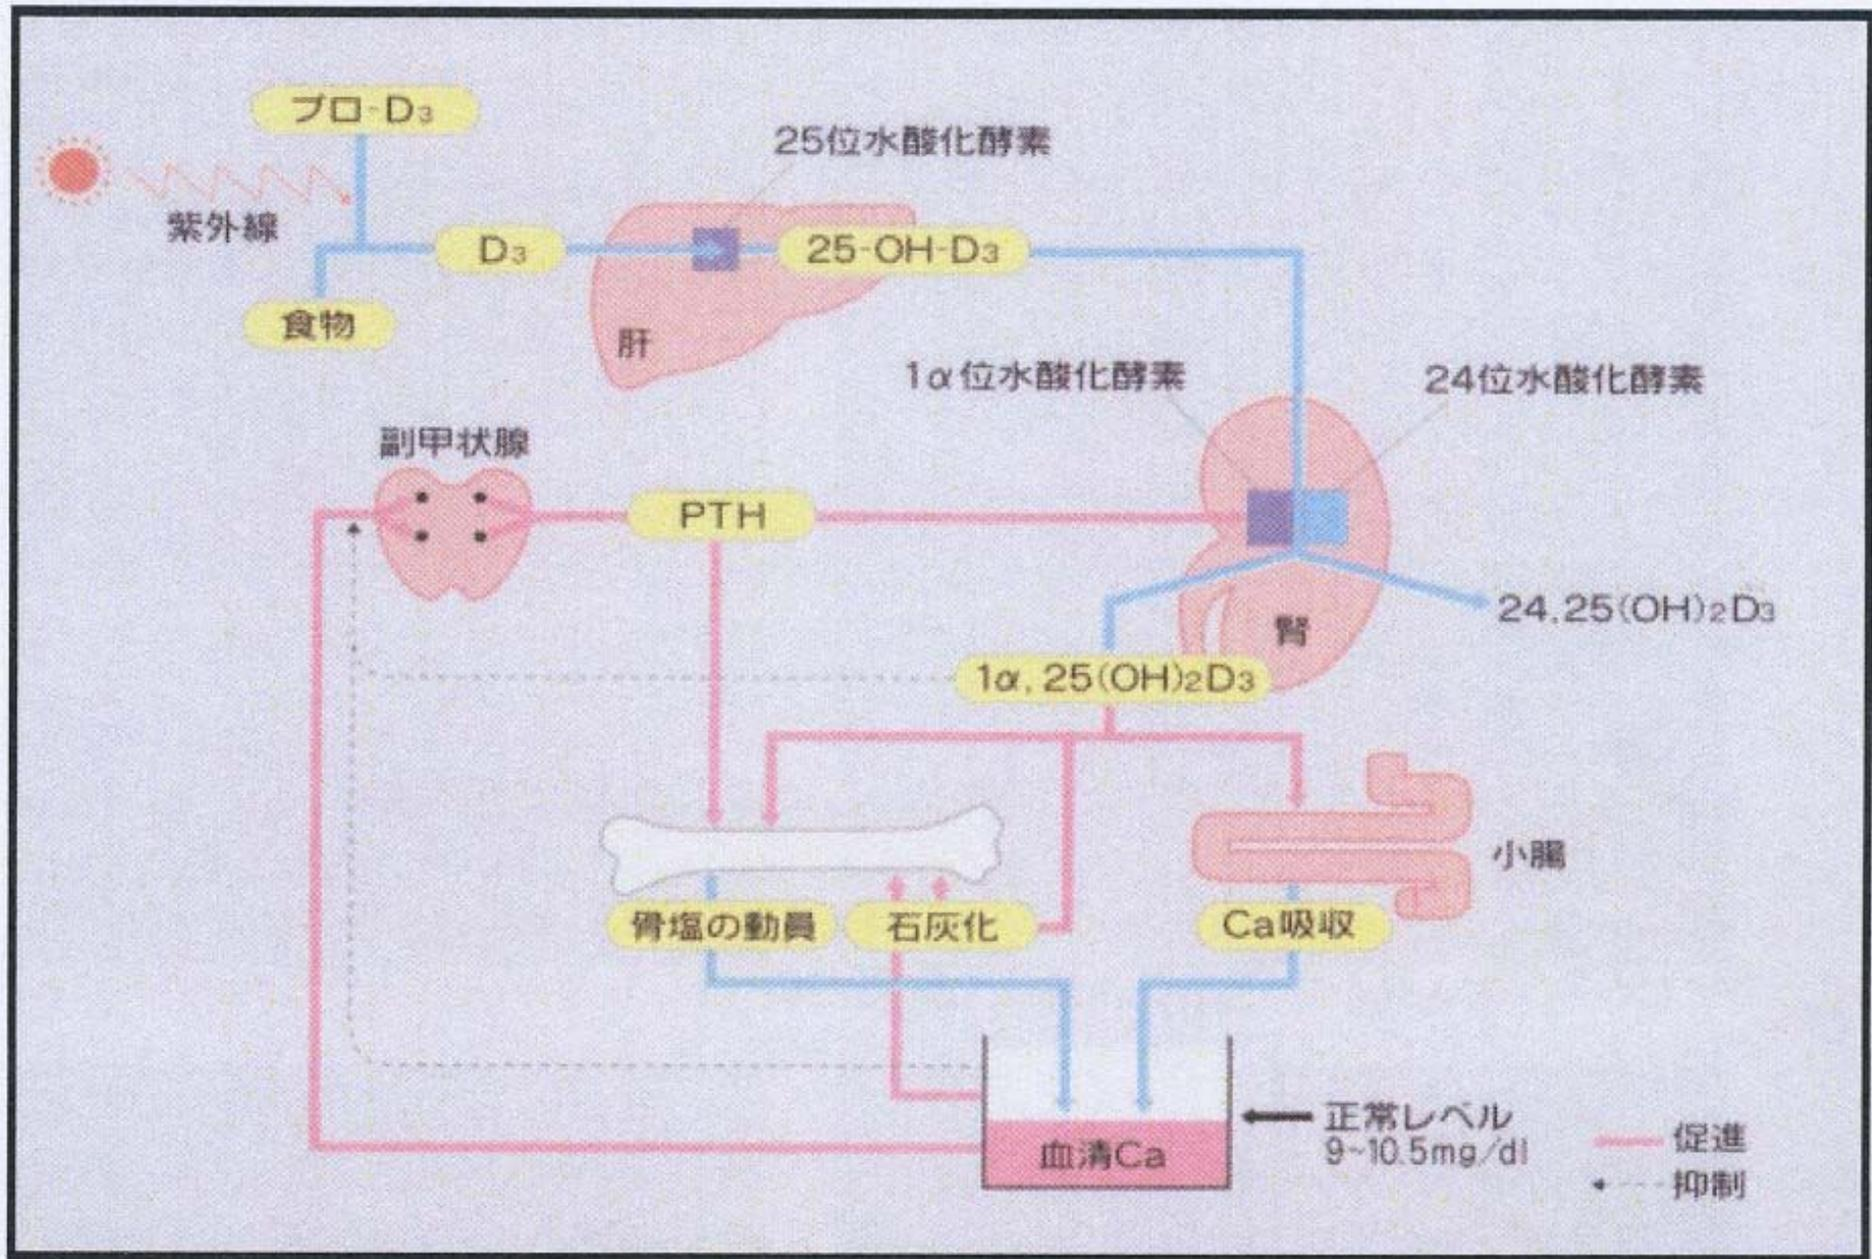 プロ-D₃
25位水酸化酵素
紫外線
D₃
25-OH-D₃
食物
肝
1α位水酸化酵素
24位水酸化酵素
副甲状腺
PTH
24,25(OH)₂D₃
腎
1α, 25(OH)₂D₃
小腸
骨塩の動員
石灰化
Ca吸収
正常レベル
9~10.5mg/dl
血清Ca
促進
抑制